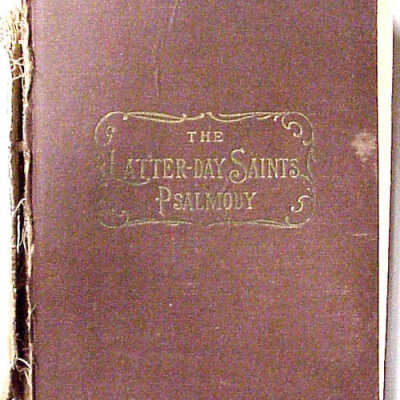 THE
LATTER-DAY SAINTS,
PSALMODY